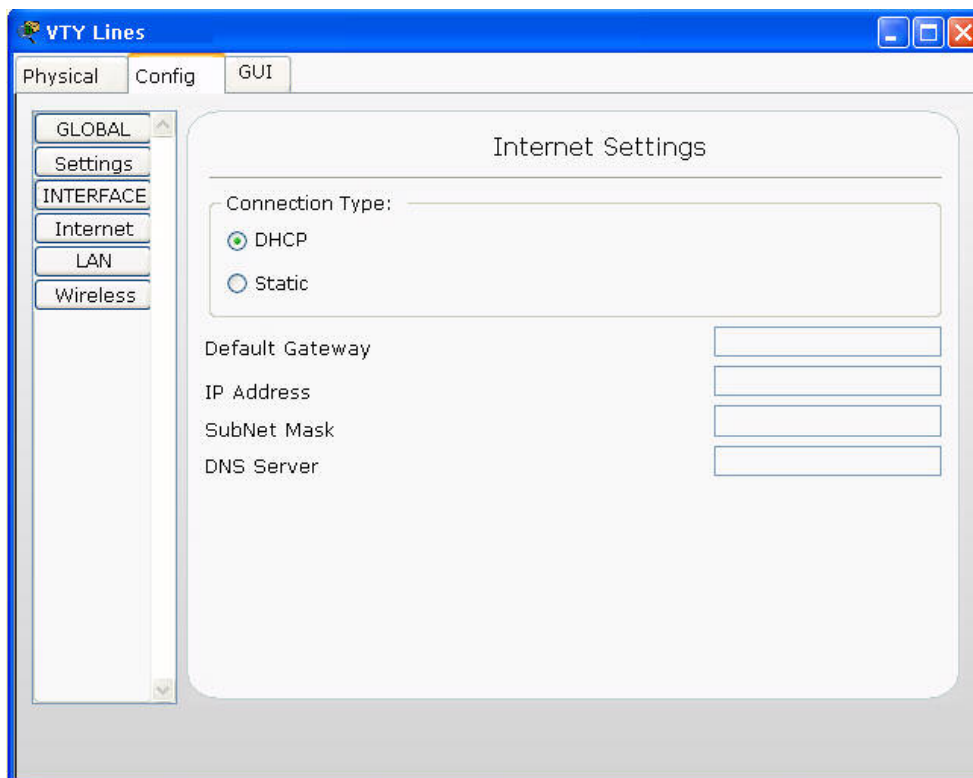 VTY Lines
Physical Config GUI
GLOBAL
Settings
INTERFACE
Internet
LAN
Wireless
Internet Settings
Connection Type:
DHCP
Static
Default Gateway
IP Address
SubNet Mask
DNS Server